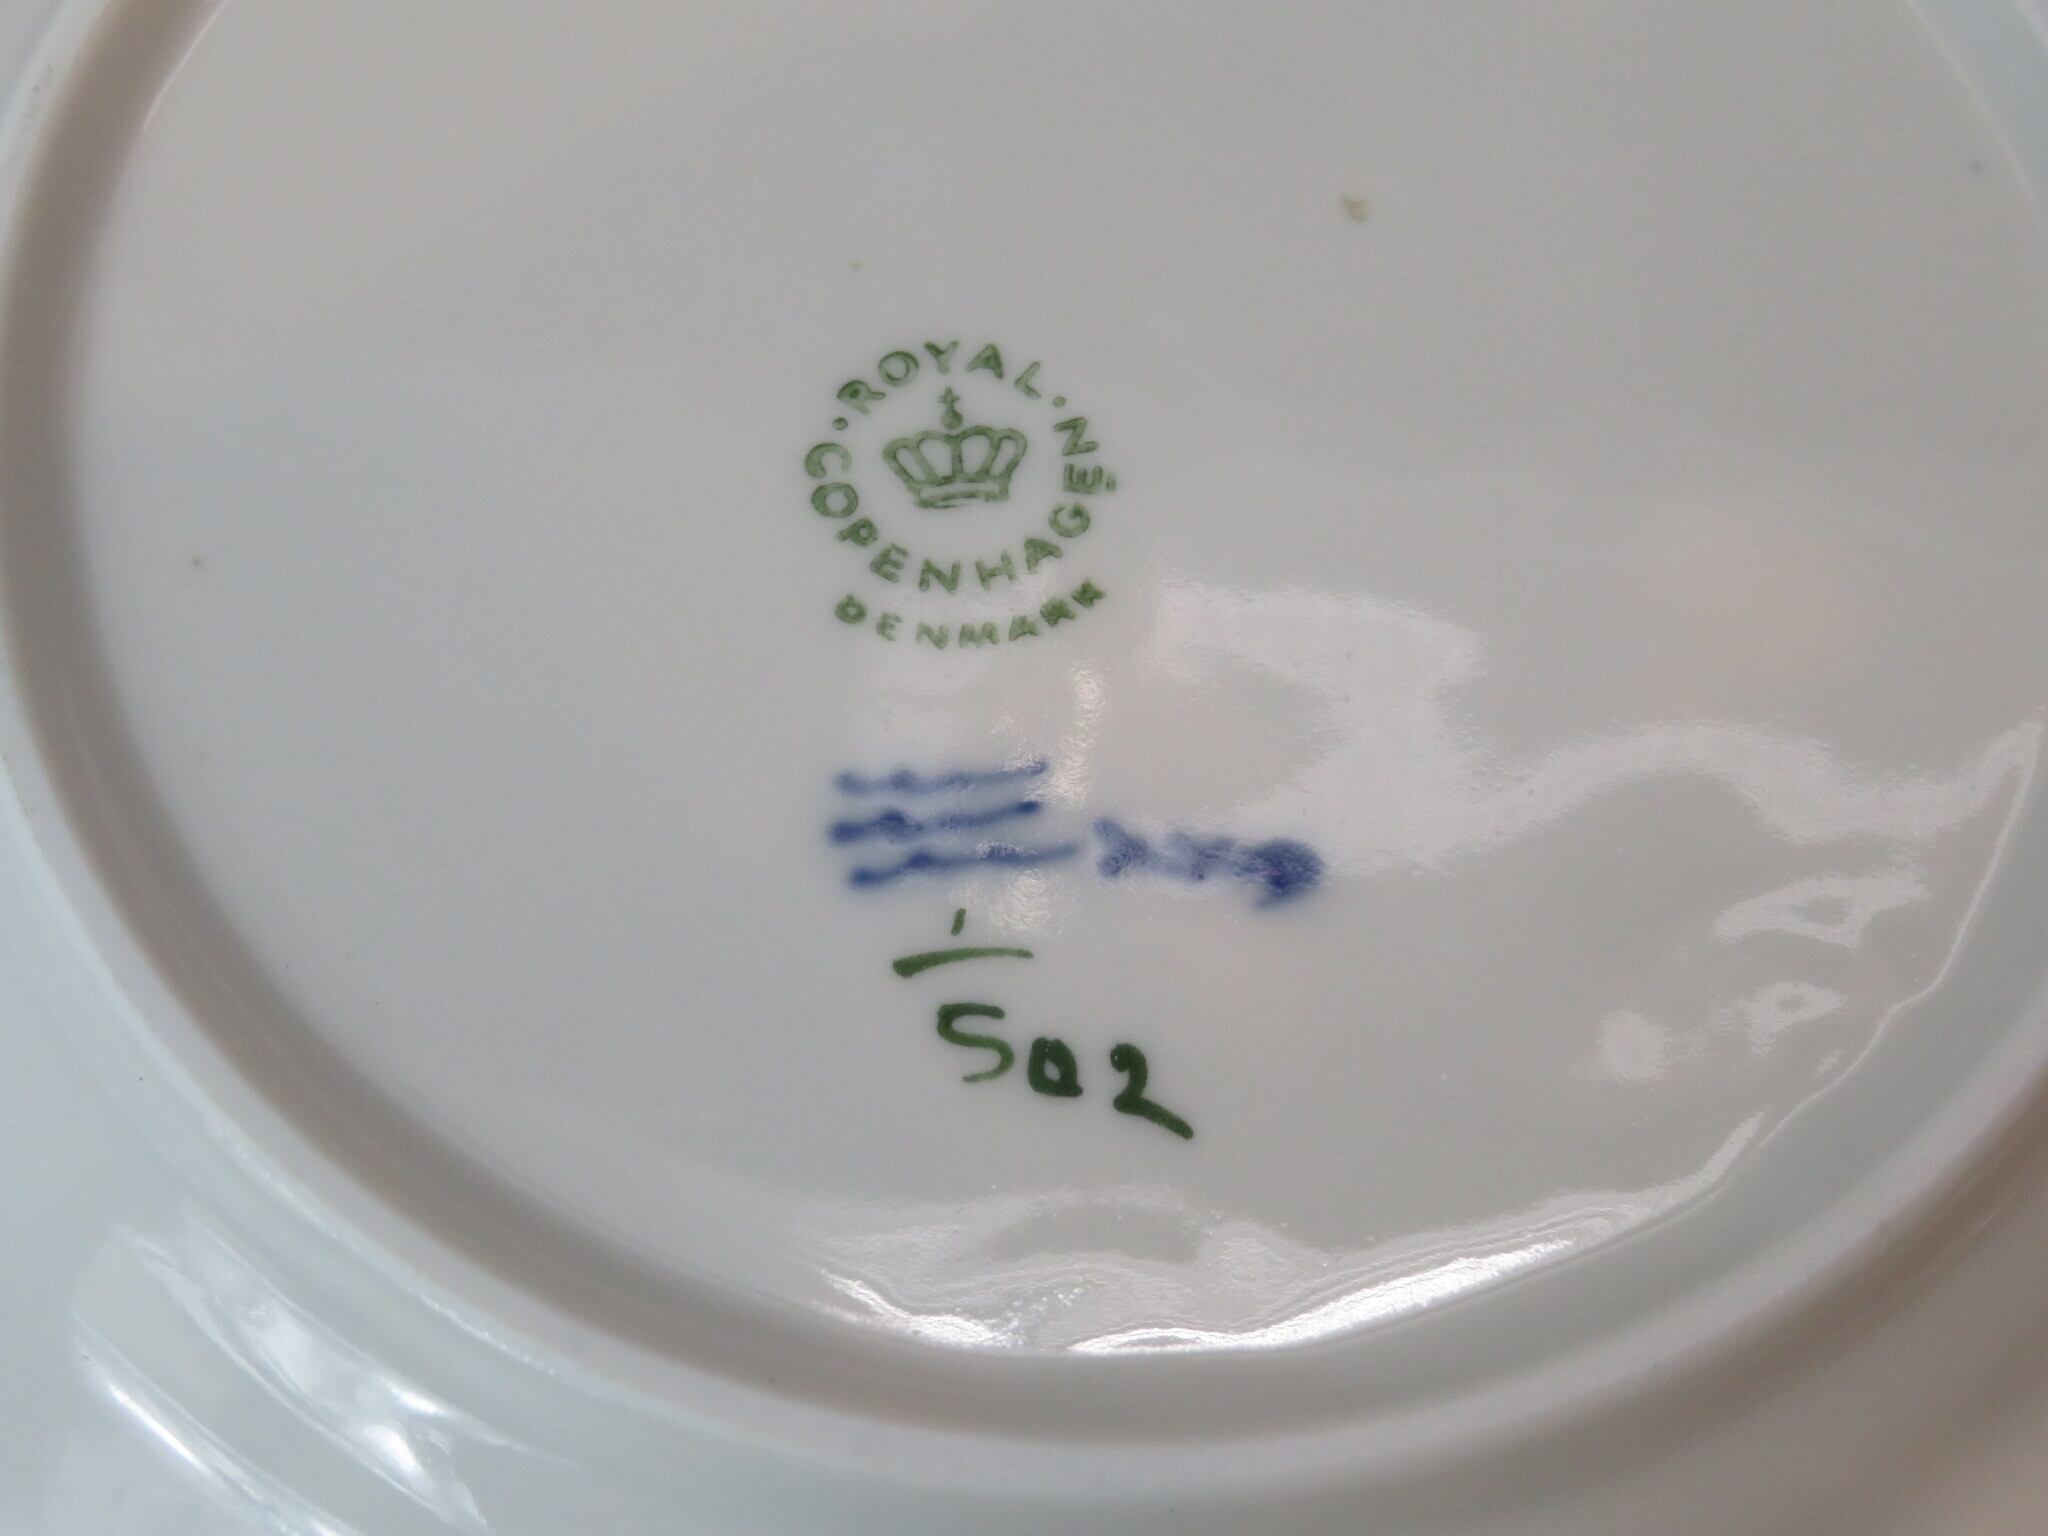 · ROYAL ·
COPENHAGEN
DENMARK
1
502